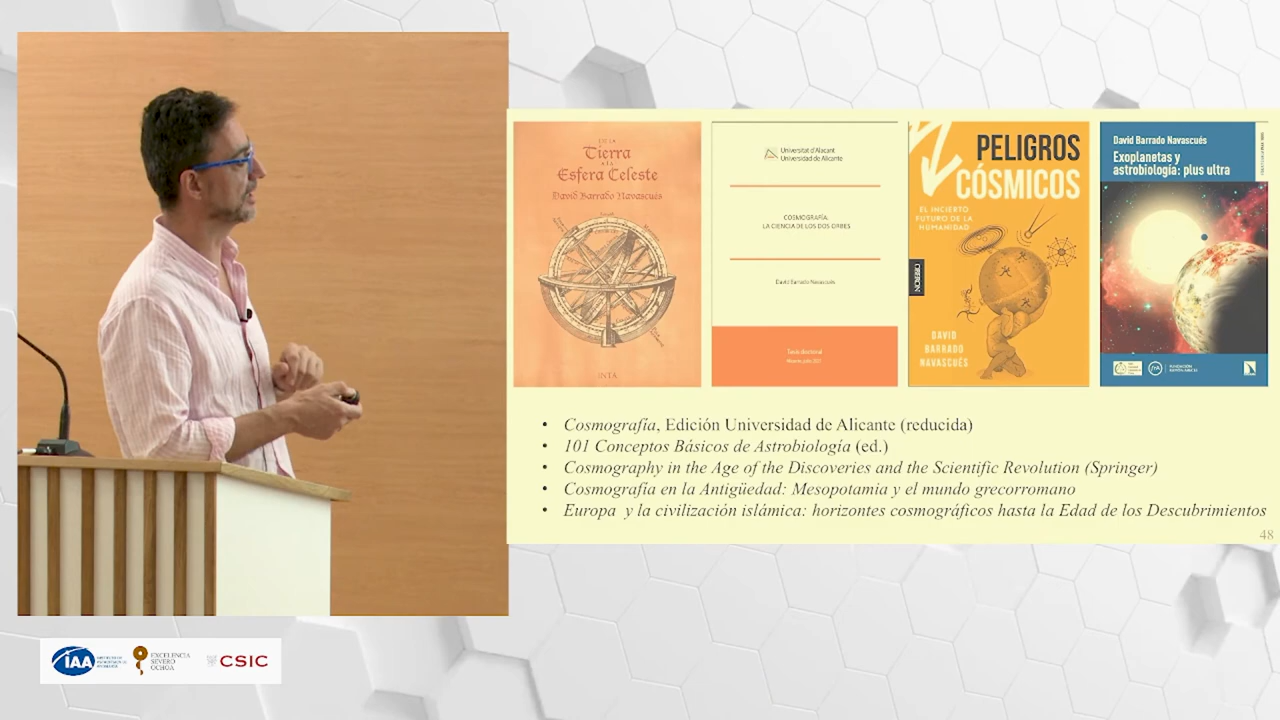 DE LA
Tierra
A LA
Esfera Celeste
David Barrado Navascués
INTA
Universitat d'Alacant
Universidad de Alicante
COSMOGRAFÍA:
LA CIENCIA DE LOS DOS ORBES
David Barrado Navascués
Tesis doctoral
PELIGROS
CÓSMICOS
EL INCIERTO
FUTURO DE LA
HUMANIDAD
OBERON
DAVID
BARRADO
NAVASCUÉS
David Barrado Navascués
Exoplanetas y
astrobiología: plus ultra
• Cosmografía, Edición Universidad de Alicante (reducida)
• 101 Conceptos Básicos de Astrobiología (ed.)
• Cosmography in the Age of the Discoveries and the Scientific Revolution (Springer)
• Cosmografía en la Antigüedad: Mesopotamia y el mundo grecorromano
• Europa y la civilización islámica: horizontes cosmográficos hasta la Edad de los Descubrimientos
48
IAA
EXCELENCIA
SEVERO
OCHOA
CSIC